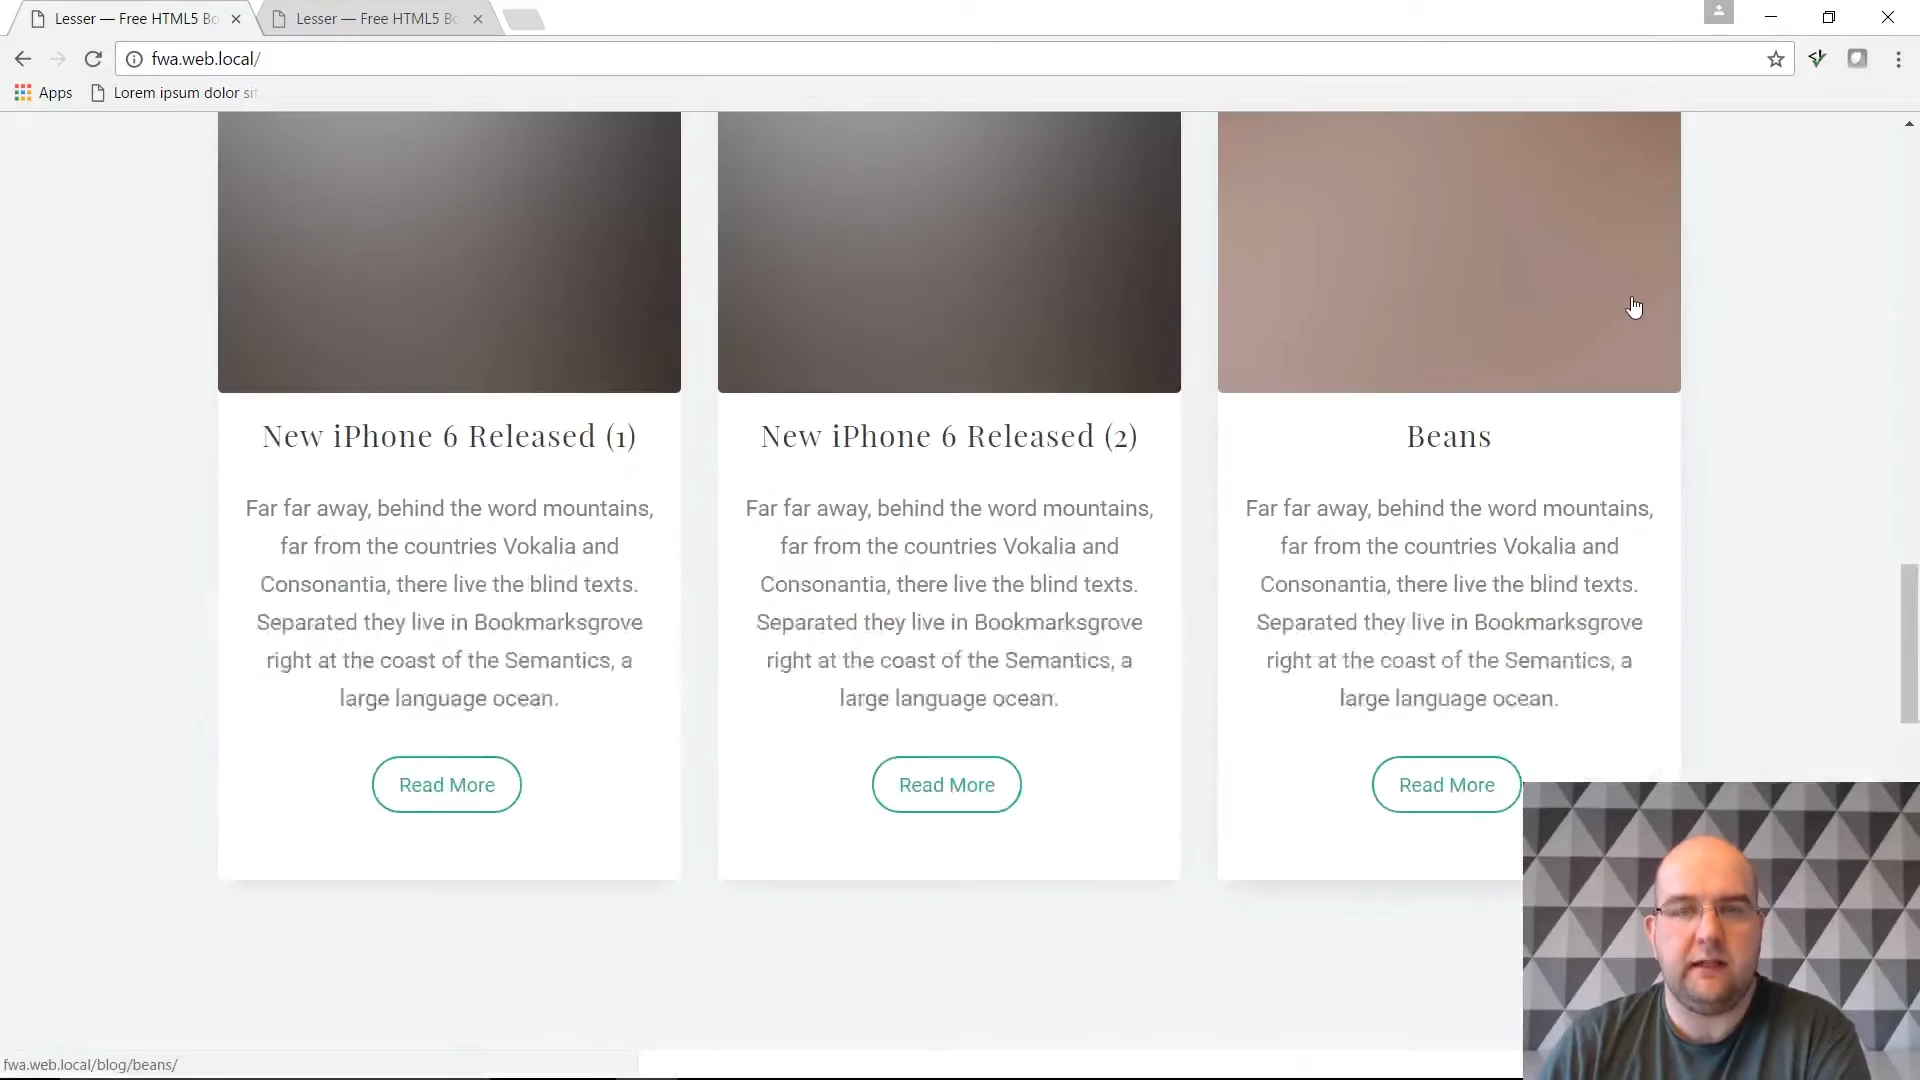 Lesser — Free HTML5 Bo
Lesser — Free HTML5 Bo
fwa.web.local/
Apps
Lorem ipsum dolor sit
New iPhone 6 Released (1)
Far far away, behind the word mountains,
far from the countries Vokalia and
Consonantia, there live the blind texts.
Separated they live in Bookmarksgrove
right at the coast of the Semantics, a
large language ocean.
Read More
New iPhone 6 Released (2)
Far far away, behind the word mountains,
far from the countries Vokalia and
Consonantia, there live the blind texts.
Separated they live in Bookmarksgrove
right at the coast of the Semantics, a
large language ocean.
Read More
Beans
Far far away, behind the word mountains,
far from the countries Vokalia and
Consonantia, there live the blind texts.
Separated they live in Bookmarksgrove
right at the coast of the Semantics, a
large language ocean.
Read More
fwa.web.local/blog/beans/